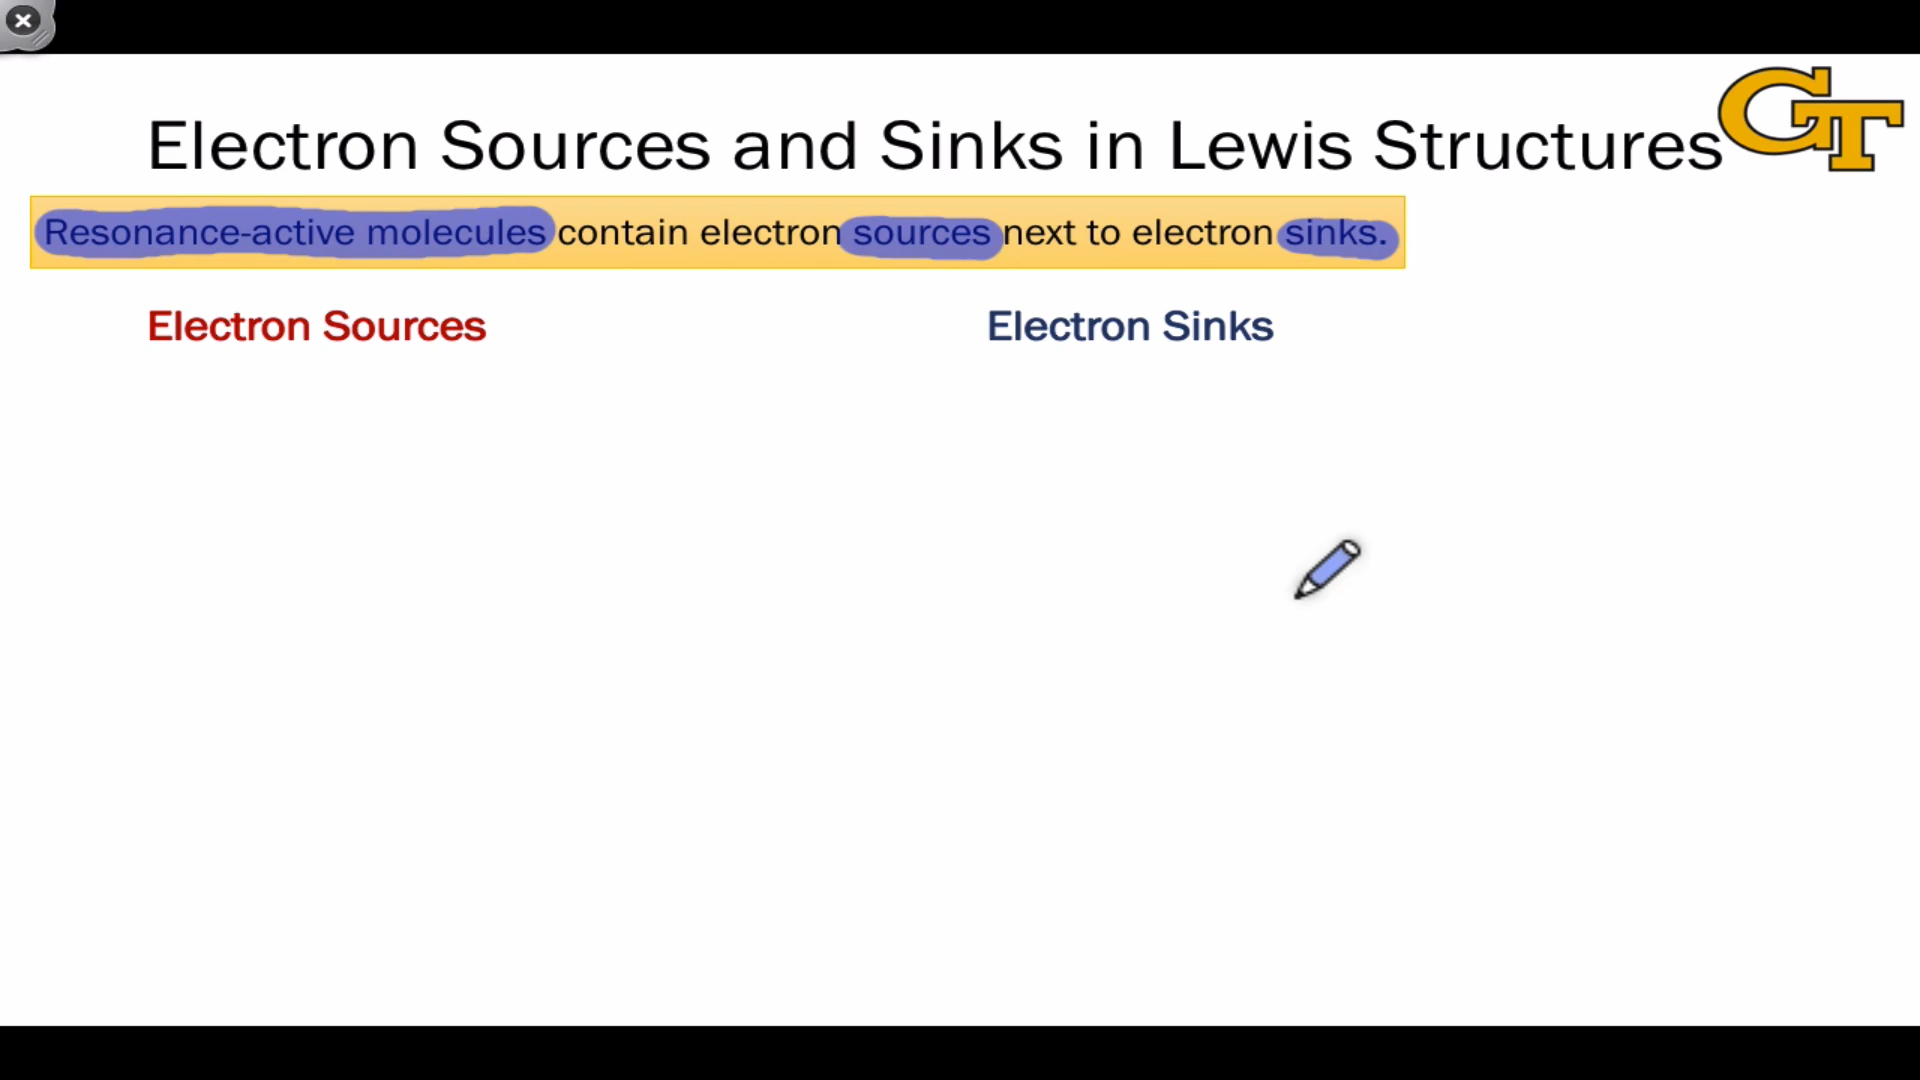 Electron Sources and Sinks in Lewis Structures
GT
Resonance-active molecules contain electron sources next to electron sinks.
Electron Sources
Electron Sinks